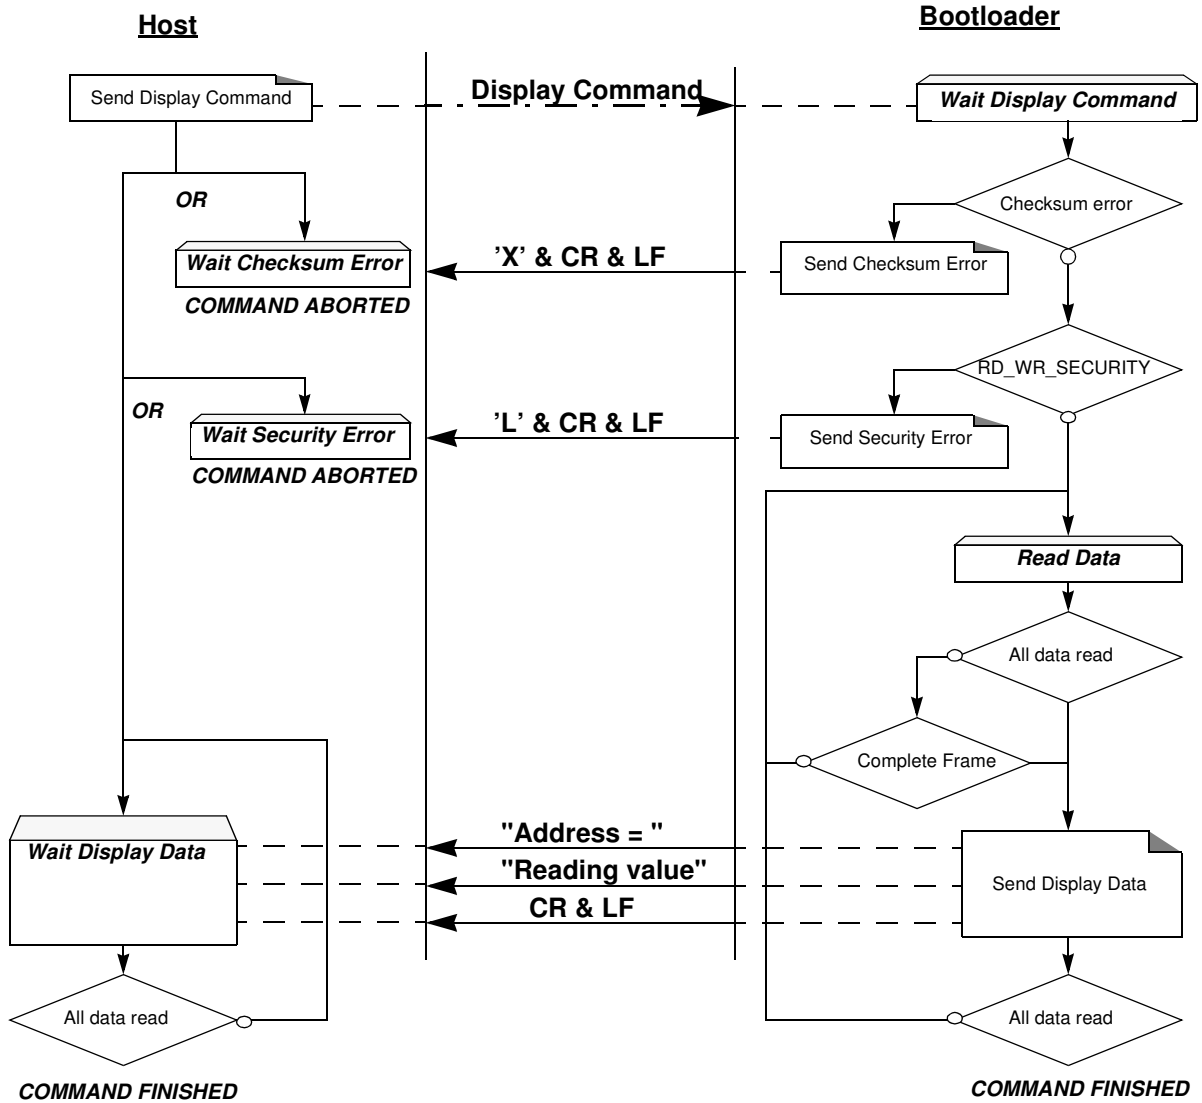 Host
Bootloader
Send Display Command
Display Command
Wait Display Command
OR
Checksum error
Wait Checksum Error
'X' & CR & LF
Send Checksum Error
COMMAND ABORTED
RD_WR_SECURITY
OR
Wait Security Error
'L' & CR & LF
Send Security Error
COMMAND ABORTED
Read Data
All data read
Complete Frame
Wait Display Data
"Address = "
"Reading value"
CR & LF
Send Display Data
All data read
All data read
COMMAND FINISHED
COMMAND FINISHED